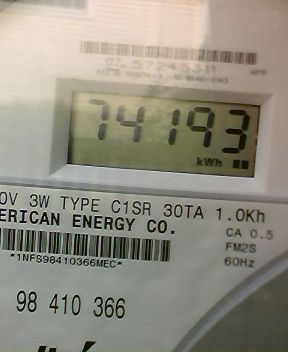 74193
kWh
0V 3W TYPE C1SR 30TA 1.0Kh
ERICAN ENERGY CO.
CA 0.5
FM2S
*1NFS98410366MEC*
60Hz
98 410 366